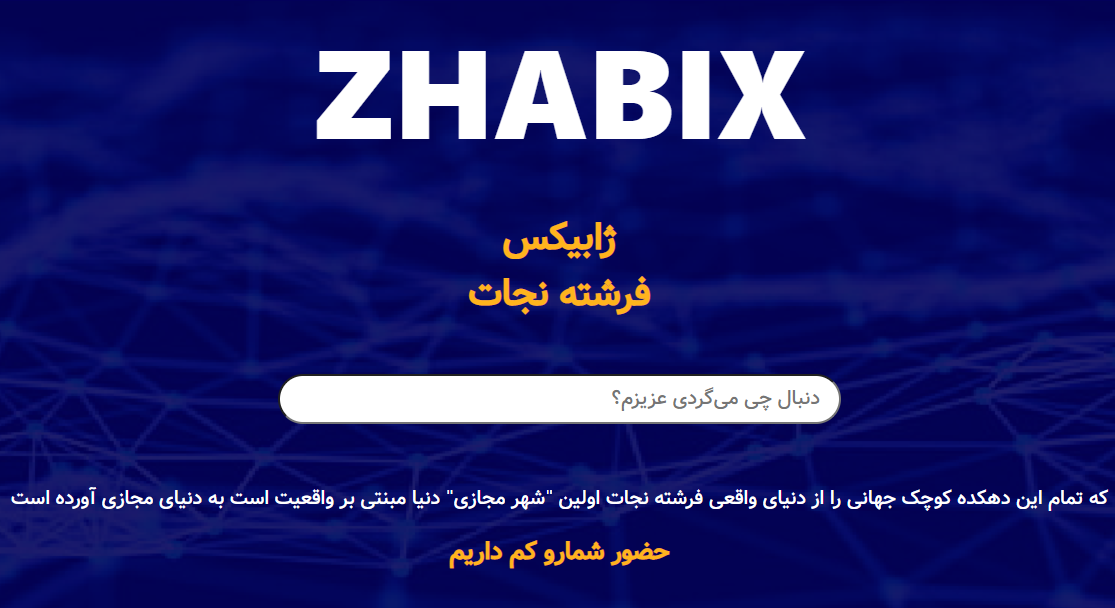 ZHABIX
ژابیکس
فرشته نجات
دنبال چی می‌گردی عزیزم؟
که تمام این دهکده کوچک جهانی را از دنیای واقعی فرشته نجات اولین "شهر مجازی" دنیا مبنتی بر واقعیت است به دنیای مجازی آورده است
حضور شمارو کم داریم